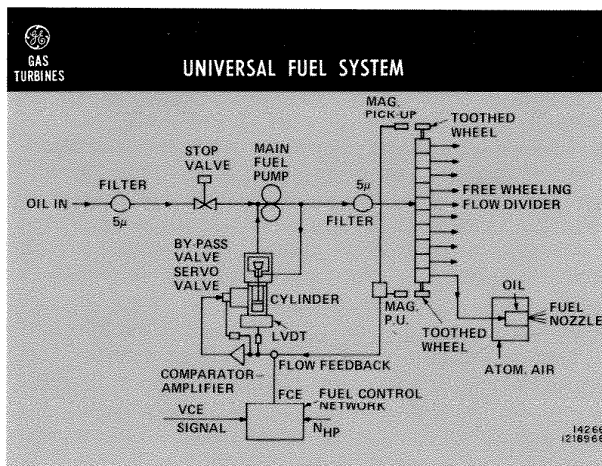 GE
GAS
TURBINES
UNIVERSAL FUEL SYSTEM
MAG.
PICK-UP
TOOTHED
WHEEL
STOP
VALVE
MAIN
FUEL
PUMP
FILTER
5μ
OIL IN
5μ
FILTER
FREE WHEELING
FLOW DIVIDER
BY-PASS
VALVE
SERVO
VALVE
CYLINDER
LVDT
MAG.
P.U.
TOOTHED
WHEEL
OIL
FUEL
NOZZLE
ATOM. AIR
FLOW FEEDBACK
COMPARATOR
AMPLIFIER
FCE
FUEL CONTROL
NETWORK
VCE
SIGNAL
NHP